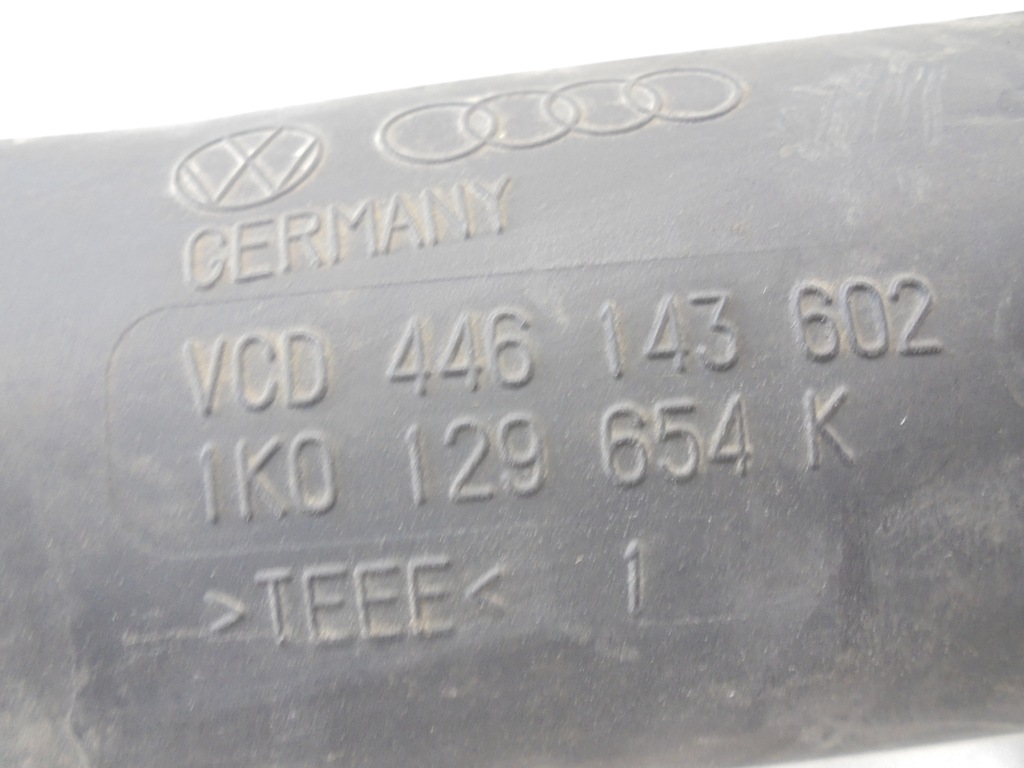 GERMANY
VCD 446 143 602
1K0 129 654 K
>TEEE< 1